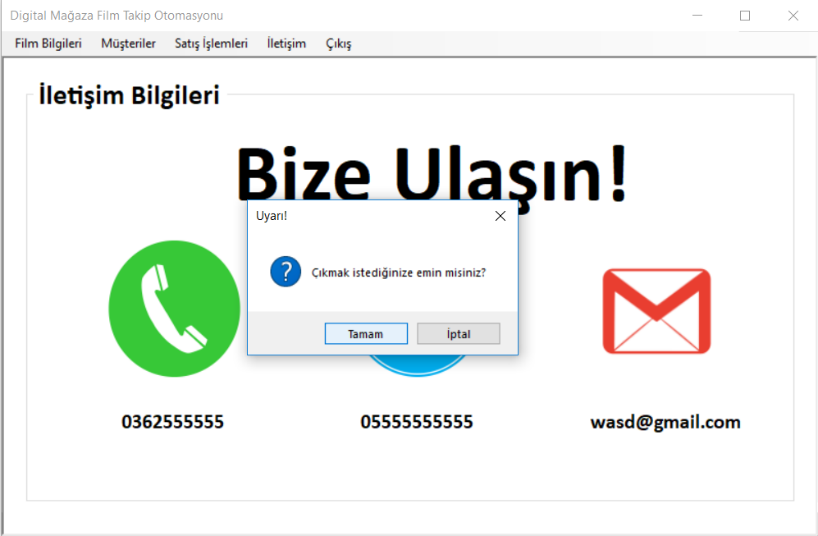 Digital Mağaza Film Takip Otomasyonu
Film Bilgileri Müşteriler Satış İşlemleri İletişim Çıkış
İletişim Bilgileri
Bize Ulaşın!
Uyarı!
Çıkmak istediğinize emin misiniz?
Tamam İptal
0362555555 05555555555 wasd@gmail.com